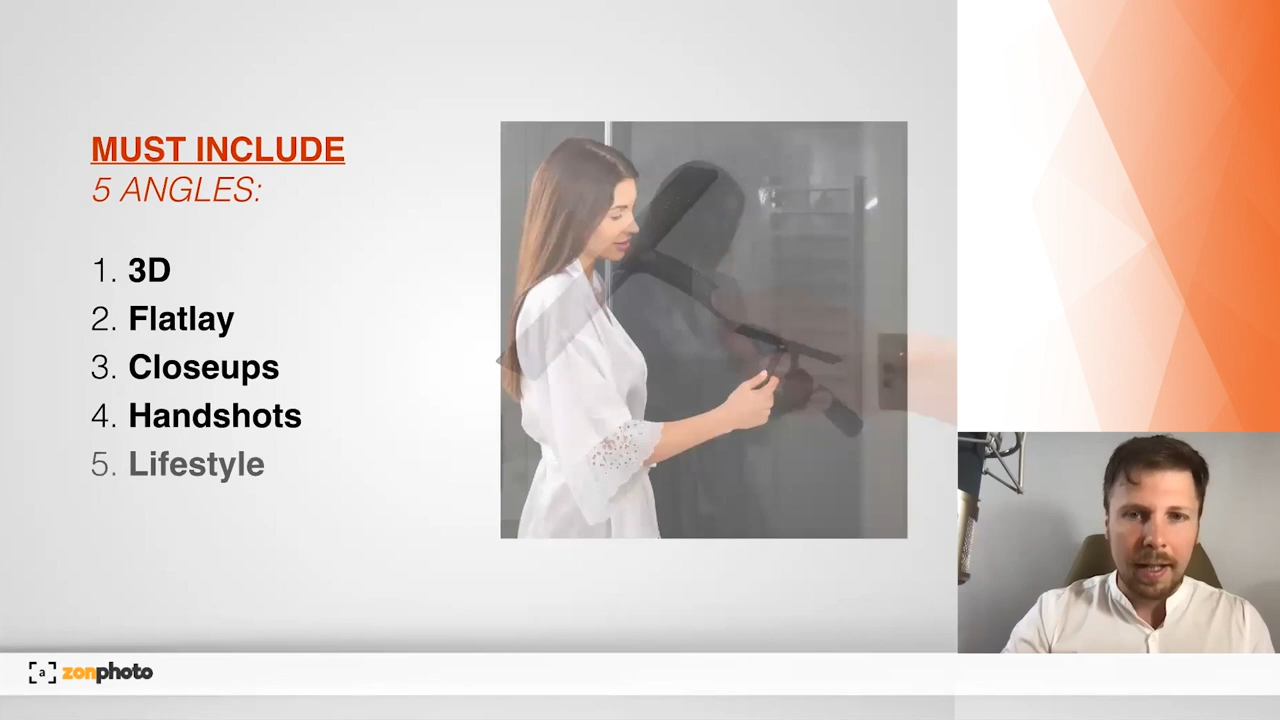 MUST INCLUDE
5 ANGLES:
1. 3D
2. Flatlay
3. Closeups
4. Handshots
5. Lifestyle
[a] zonphoto